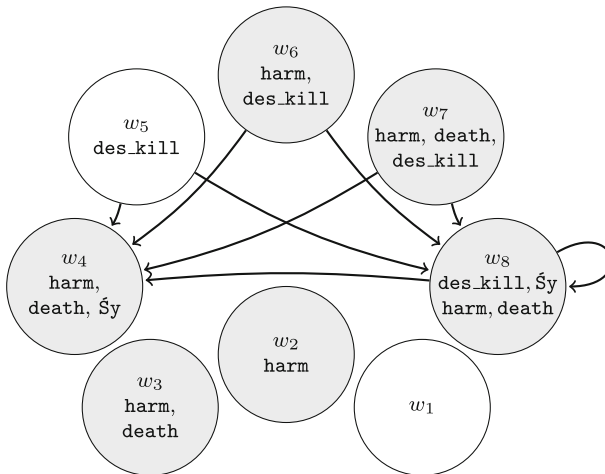 w₆
harm,
des_kill
w₅
des_kill
w₇
harm, death,
des_kill
w₄
harm,
death, Śy
w₈
des_kill, Śy
harm, death
w₂
harm
w₃
harm,
death
w₁